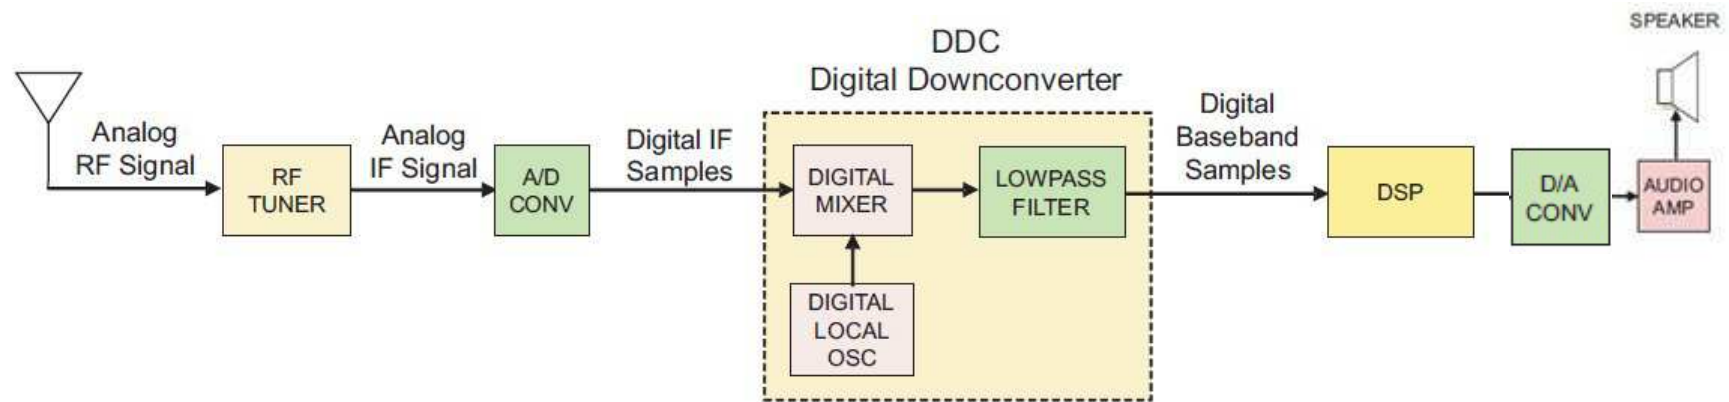 SPEAKER
DDC
Digital Downconverter
Analog
RF Signal
RF
TUNER
Analog
IF Signal
A/D
CONV
Digital IF
Samples
DIGITAL
MIXER
DIGITAL
LOCAL
OSC
LOWPASS
FILTER
Digital
Baseband
Samples
DSP
D/A
CONV
AUDIO
AMP